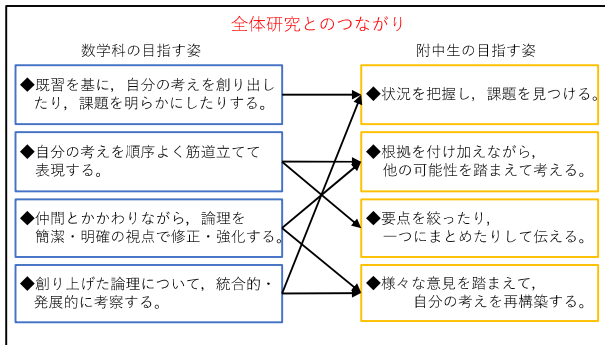 全体研究とのつながり
数学科の目指す姿
◆既習を基に，自分の考えを創り出し
たり，課題を明らかにしたりする。
◆自分の考えを順序よく筋道立てて
表現する。
◆仲間とかかわりながら，論理を
簡潔・明確の視点で修正・強化する。
◆創り上げた論理について，統合的・
発展的に考察する。
附中生の目指す姿
◆状況を把握し，課題を見つける。
◆根拠を付け加えながら，
他の可能性を踏まえて考える。
◆要点を絞ったり，
一つにまとめたりして伝える。
◆様々な意見を踏まえて，
自分の考えを再構築する。